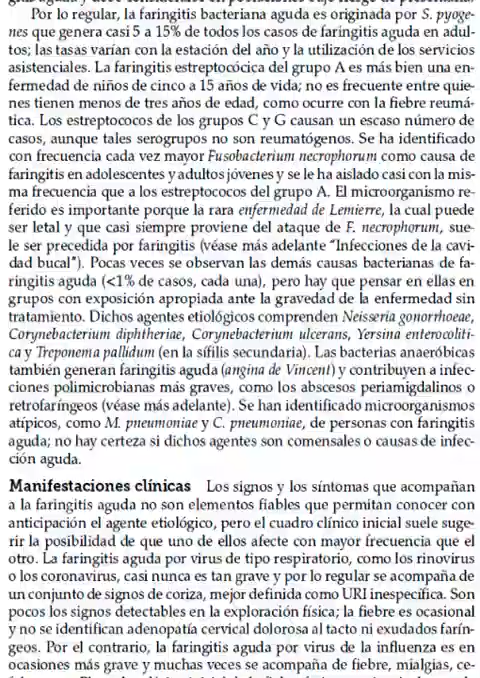 Por lo regular, la faringitis bacteriana aguda es originada por S. pyoge-
nes que genera casi 5 a 15% de todos los casos de faringitis aguda en adul-
tos; las tasas varían con la estación del año y la utilización de los servicios
asistenciales. La faringitis estreptocócica del grupo A es más bien una en-
fermedad de niños de cinco a 15 años de vida; no es frecuente entre quie-
nes tienen menos de tres años de edad, como ocurre con la fiebre reumá-
tica. Los estreptococos de los grupos C y G causan un escaso número de
casos, aunque tales serogrupos no son reumatógenos. Se ha identificado
con frecuencia cada vez mayor Fusobacterium necrophorum como causa de
faringitis en adolescentes y adultos jóvenes y se le ha aislado casi con la mis-
ma frecuencia que a los estreptococos del grupo A. El microorganismo re-
ferido es importante porque la rara enfermedad de Lemierre, la cual puede
ser letal y que casi siempre proviene del ataque de F. necrophorum, sue-
le ser precedida por faringitis (véase más adelante "Infecciones de la cavi-
dad bucal"). Pocas veces se observan las demás causas bacterianas de fa-
ringitis aguda (<1% de casos, cada una), pero hay que pensar en ellas en
grupos con exposición apropiada ante la gravedad de la enfermedad sin
tratamiento. Dichos agentes etiológicos comprenden Neisseria gonorrhoeae,
Corynebacterium diphtheriae, Corynebacterium ulcerans, Yersina enterocolíti-
ca y Treponema pallidum (en la sífilis secundaria). Las bacterias anaeróbicas
también generan faringitis aguda (angina de Vincent) y contribuyen a infec-
ciones polimicrobianas más graves, como los abscesos periamigdalinos o
retrofaríngeos (véase más adelante). Se han identificado microorganismos
atípicos, como M. pneumoniae y C. pneumoniae, de personas con faringitis
aguda; no hay certeza si dichos agentes son comensales o causas de infec-
ción aguda.
Manifestaciones clínicas Los signos y los síntomas que acompañan
a la faringitis aguda no son elementos fiables que permitan conocer con
anticipación el agente etiológico, pero el cuadro clínico inicial suele suge-
rir la posibilidad de que uno de ellos afecte con mayor frecuencia que el
otro. La faringitis aguda por virus de tipo respiratorio, como los rinovirus
o los coronavirus, casi nunca es tan grave y por lo regular se acompaña de
un conjunto de signos de coriza, mejor definida como URI inespecífica. Son
pocos los signos detectables en la exploración física; la fiebre es ocasional
y no se identifican adenopatía cervical dolorosa al tacto ni exudados farín-
geos. Por el contrario, la faringitis aguda por virus de la influenza es en
ocasiones más grave y muchas veces se acompaña de fiebre, mialgias, ce-